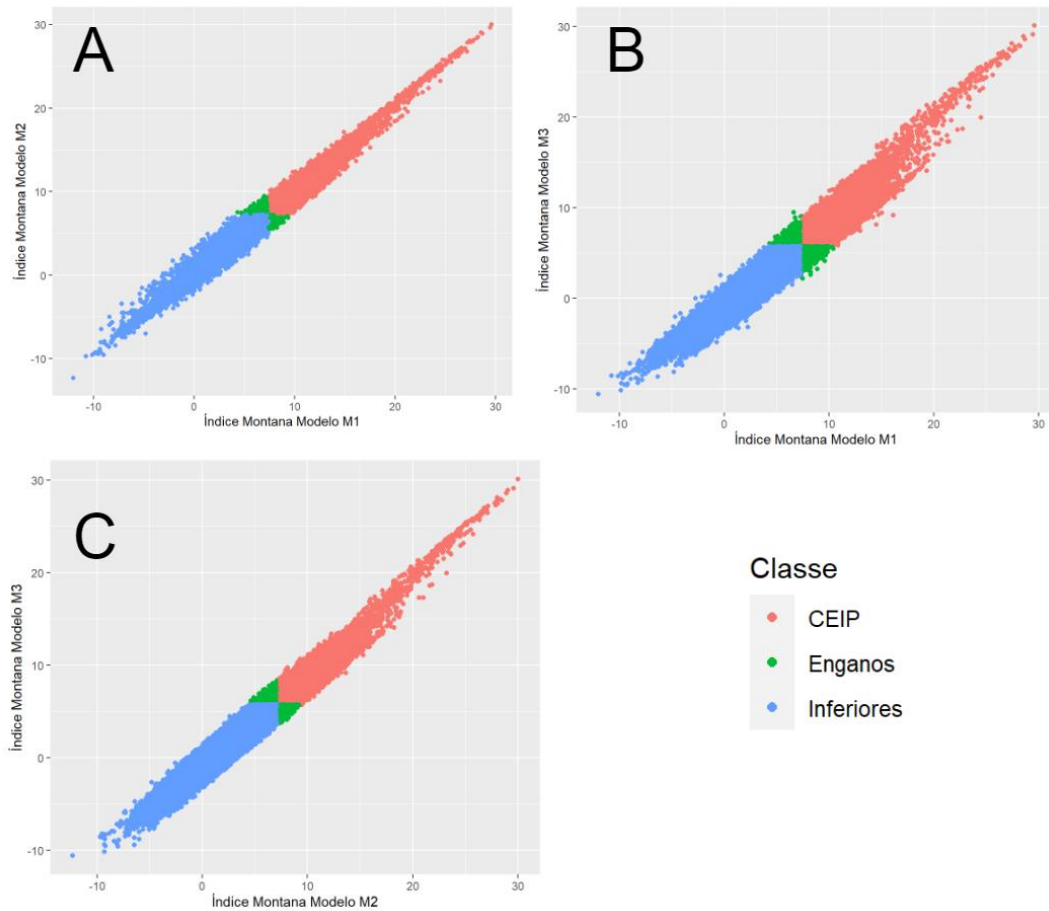 A
Índice Montana Modelo M2
30
20
10
0
-10
-10
0
10
20
30
Índice Montana Modelo M1
B
Índice Montana Modelo M3
30
20
10
0
-10
-10
0
10
20
30
Índice Montana Modelo M1
C
Índice Montana Modelo M3
30
20
10
0
-10
-10
0
10
20
30
Índice Montana Modelo M2
Classe
CEIP
Enganos
Inferiores